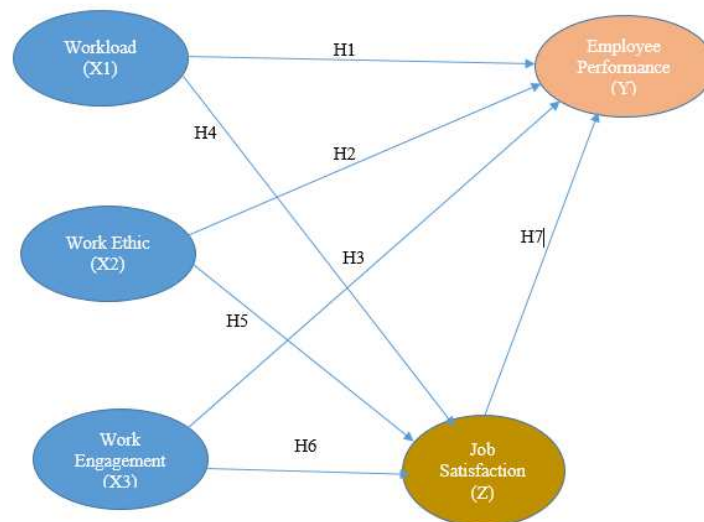 Workload
(X1)
H1
Employee
Performance
(Y)
H4
H2
Work Ethic
(X2)
H3
H7
H5
Work
Engagement
(X3)
H6
Job
Satisfaction
(Z)